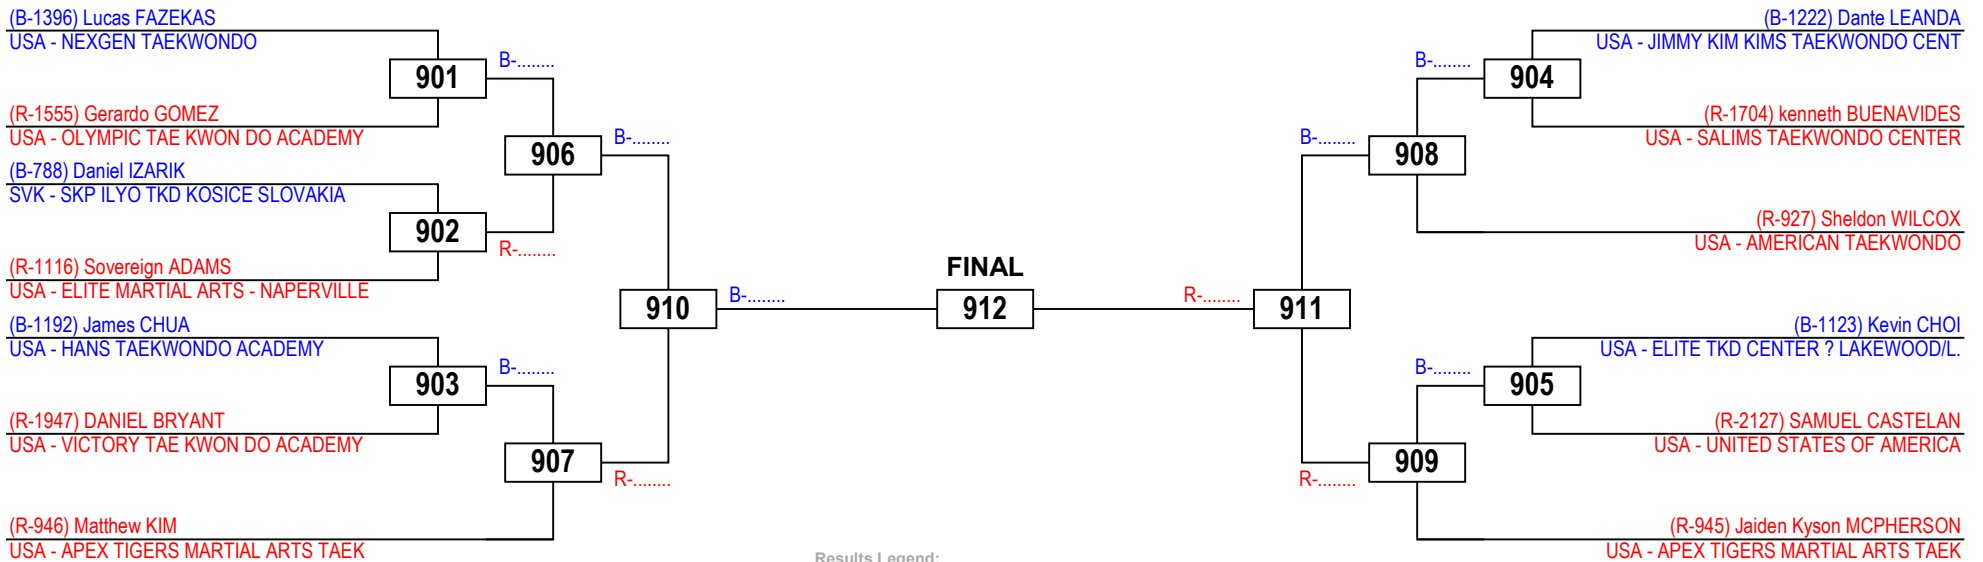 (B-1396) Lucas FAZEKAS
USA - NEXGEN TAEKWONDO
901
B-........
(R-1555) Gerardo GOMEZ
USA - OLYMPIC TAE KWON DO ACADEMY
906
B-........
(B-788) Daniel IZARIK
SVK - SKP ILYO TKD KOSICE SLOVAKIA
902
R-........
(R-1116) Sovereign ADAMS
USA - ELITE MARTIAL ARTS - NAPERVILLE
910
B-........
(B-1192) James CHUA
USA - HANS TAEKWONDO ACADEMY
903
B-........
(R-1947) DANIEL BRYANT
USA - VICTORY TAE KWON DO ACADEMY
907
R-........
(R-946) Matthew KIM
USA - APEX TIGERS MARTIAL ARTS TAEK
FINAL
912
Results Legend:
(B-1222) Dante LEANDA
USA - JIMMY KIM KIMS TAEKWONDO CENT
B-........
904
(R-1704) kenneth BUENAVIDES
USA - SALIMS TAEKWONDO CENTER
B-........
908
(R-927) Sheldon WILCOX
USA - AMERICAN TAEKWONDO
R-........
911
(B-1123) Kevin CHOI
USA - ELITE TKD CENTER ? LAKEWOOD/L.
B-........
905
(R-2127) SAMUEL CASTELAN
USA - UNITED STATES OF AMERICA
R-........
909
(R-945) Jaiden Kyson MCPHERSON
USA - APEX TIGERS MARTIAL ARTS TAEK